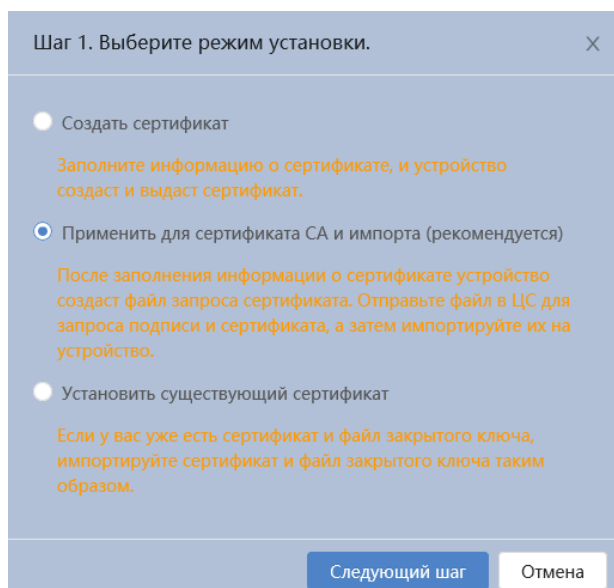 Шаг 1. Выберите режим установки.
Создать сертификат
Заполните информацию о сертификате, и устройство
создаст и выдаст сертификат.
Применить для сертификата CA и импорта (рекомендуется)
После заполнения информации о сертификате устройство
создаст файл запроса сертификата. Отправьте файл в ЦС для
запроса подписи и сертификата, а затем импортируйте их на
устройство.
Установить существующий сертификат
Если у вас уже есть сертификат и файл закрытого ключа,
импортируйте сертификат и файл закрытого ключа таким
образом.
Следующий шаг
Отмена